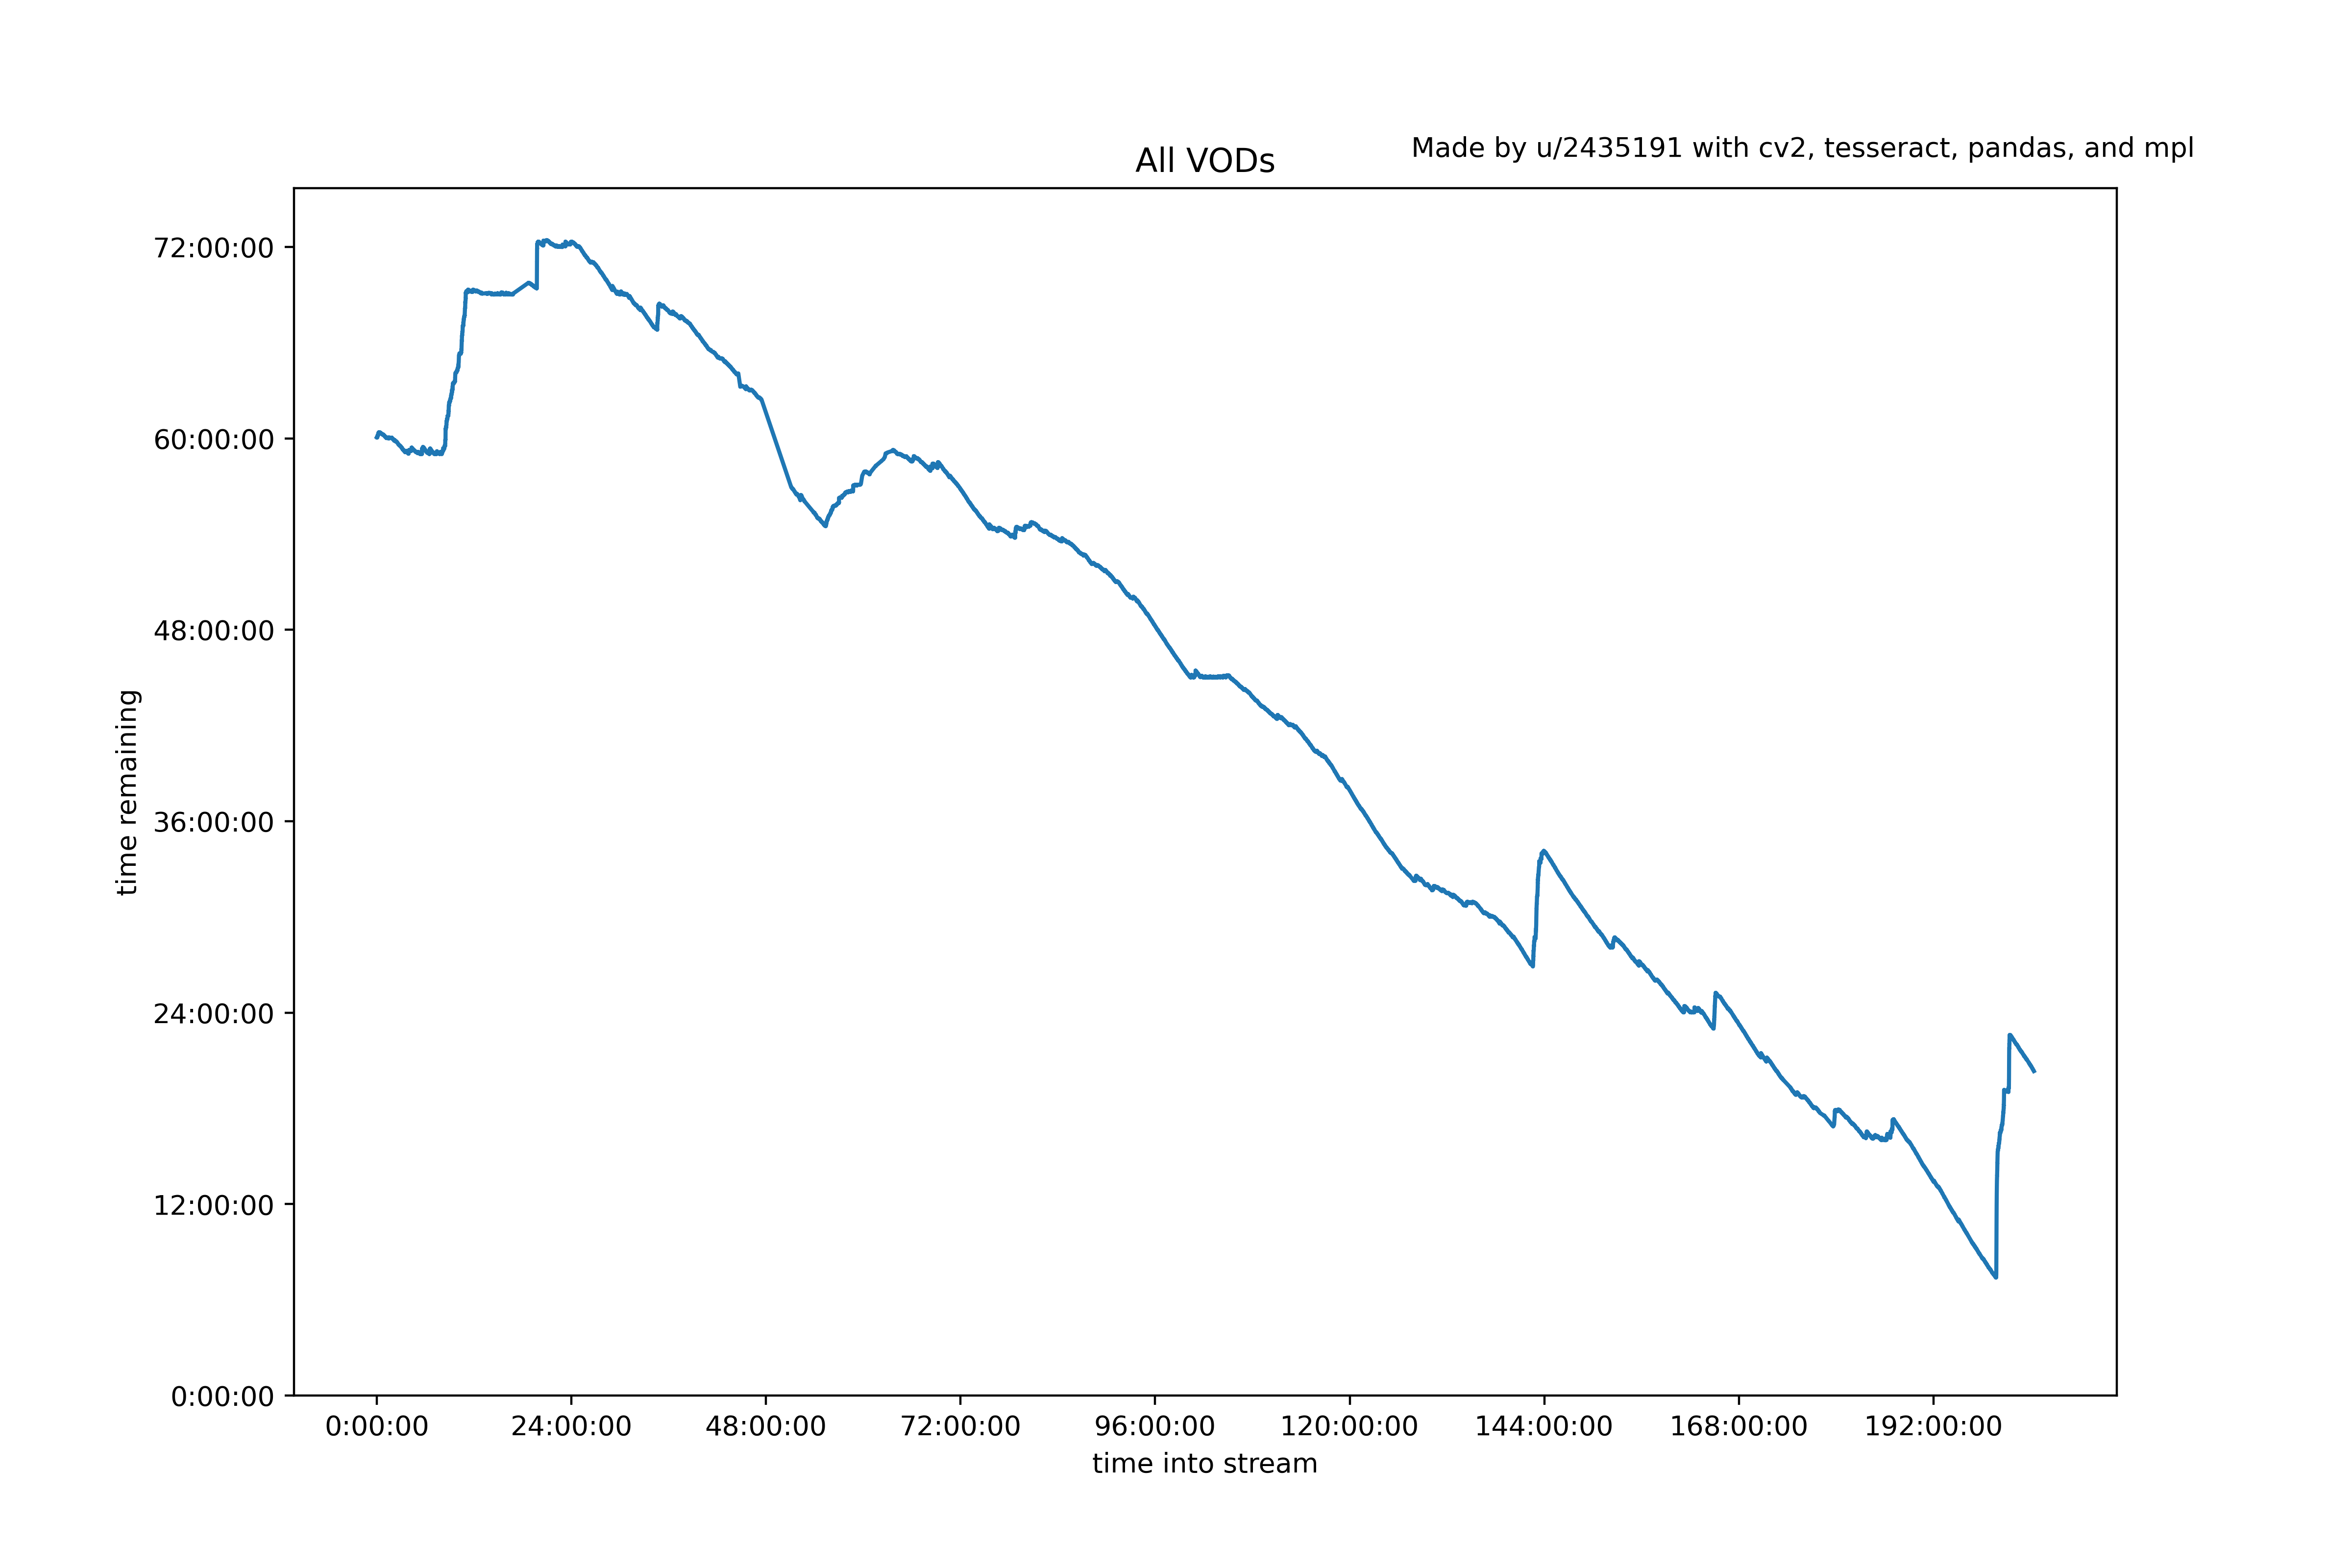 Made by u/2435191 with cv2, tesseract, pandas, and mpl
All VODs
72:00:00
60:00:00
48:00:00
36:00:00
24:00:00
12:00:00
0:00:00
time remaining
0:00:00 24:00:00 48:00:00 72:00:00 96:00:00 120:00:00 144:00:00 168:00:00 192:00:00
time into stream